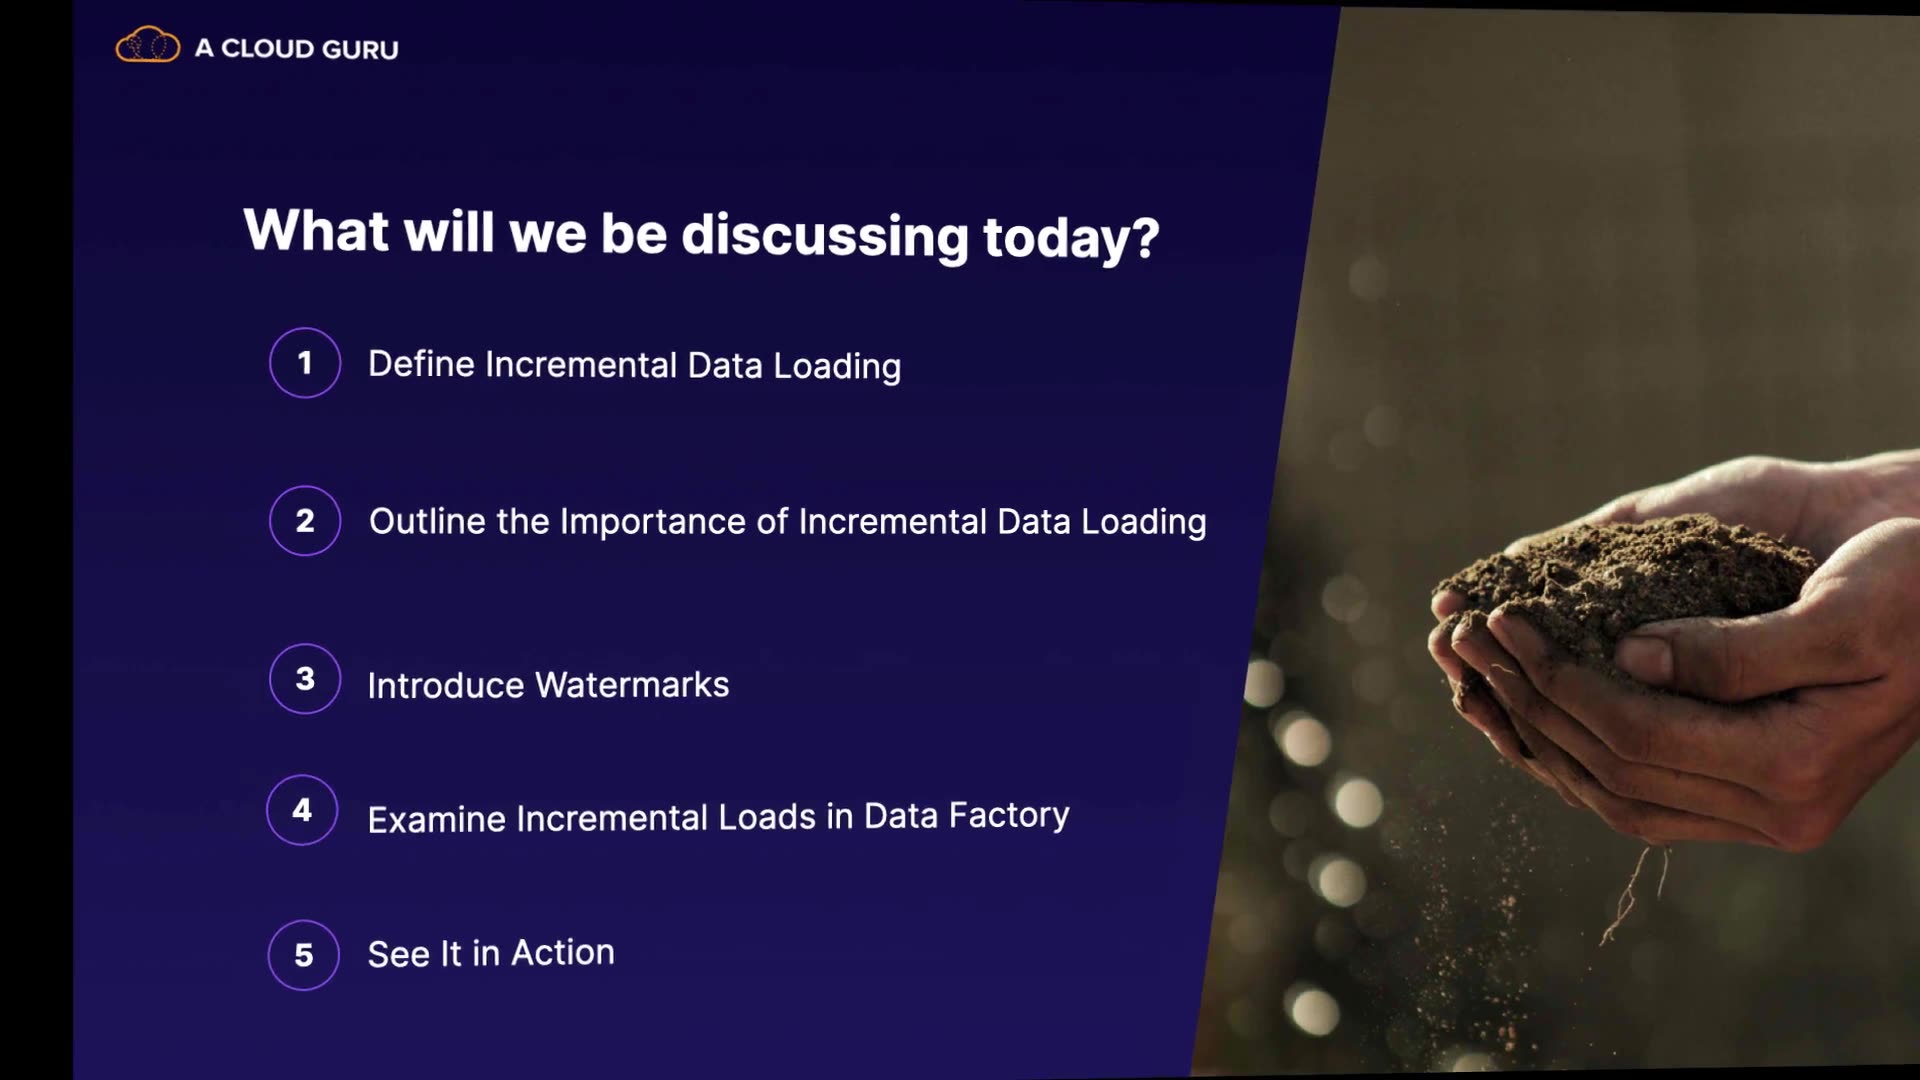 A CLOUD GURU
What will we be discussing today?
1 Define Incremental Data Loading
2 Outline the Importance of Incremental Data Loading
3 Introduce Watermarks
4 Examine Incremental Loads in Data Factory
5 See It in Action